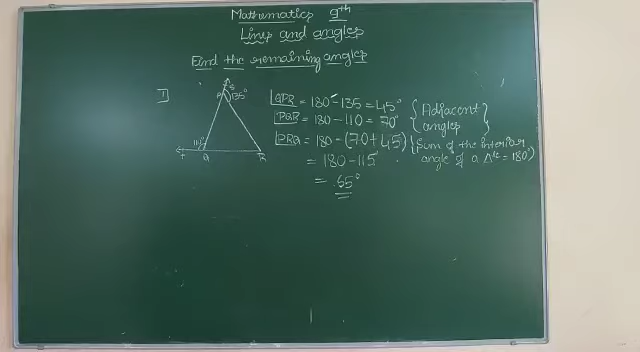 Mathematics 9th
Lines and angles
Find the remaining angles
I
S
P
135°
110°
T
Q
R
∠QPR = 180 - 135 = 45° { Adjacent
∠PQR = 180 - 110 = 70° angles }
∠PRQ = 180 - (70 + 45) { Sum of the interior
= 180 - 115° . angle of a Δle = 180° )
= 65°